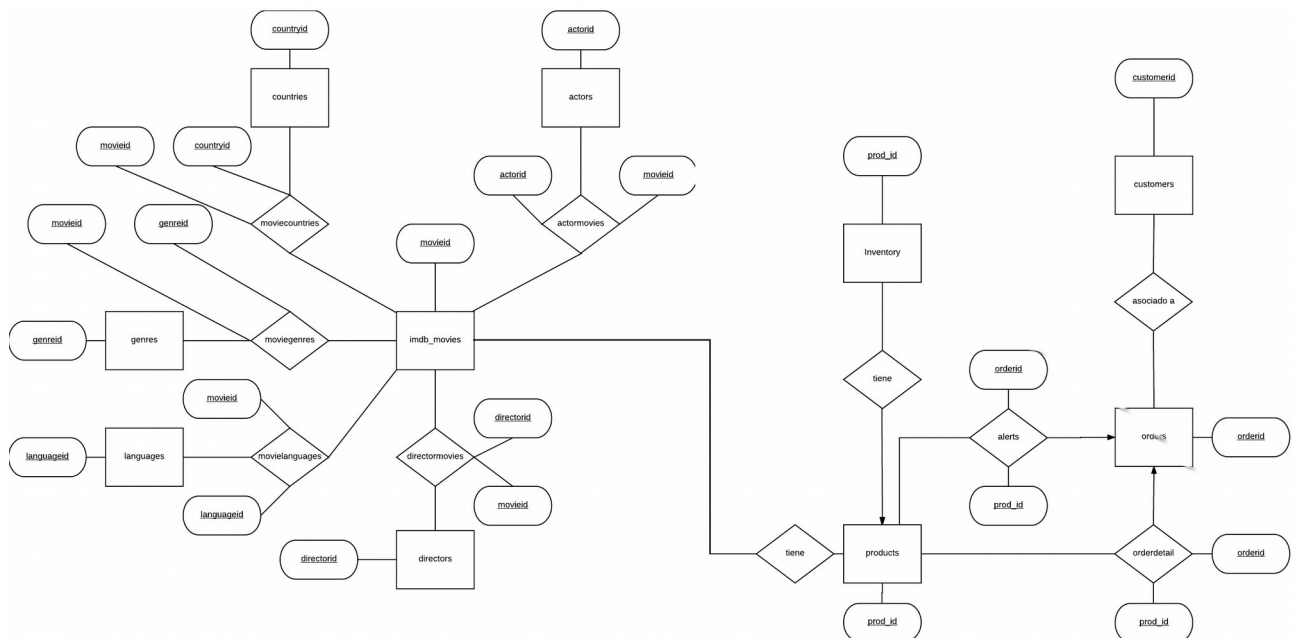 countryid
actorid
countries
actors
customerid
movieid
countryid
prod_id
actorid
movieid
customers
movieid
genreid
moviecountries
actormovies
movieid
Inventory
asociado a
genreid
genres
moviegenres
imdb_movies
orderid
tiene
movieid
directorid
alerts
orders
orderid
languageid
languages
movielanguages
directormovies
languageid
movieid
prod_id
directorid
directors
tiene
products
orderdetail
orderid
prod_id
prod_id